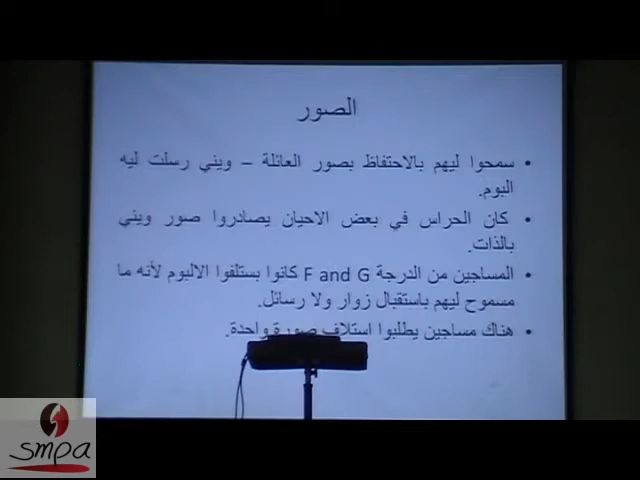 الصور
• سمحوا ليهم بالاحتفاظ بصور العائلة – ويني رسلت ليه
البوم.
• كان الحراس في بعض الاحيان يصادروا صور ويني
بالذات.
• المساجين من الدرجة F and G كانوا بستلفوا الالبوم لأنه ما
مسموح ليهم باستقبال زوار ولا رسائل.
• هناك مساجين يطلبوا استلاف صورة واحدة.
smpa